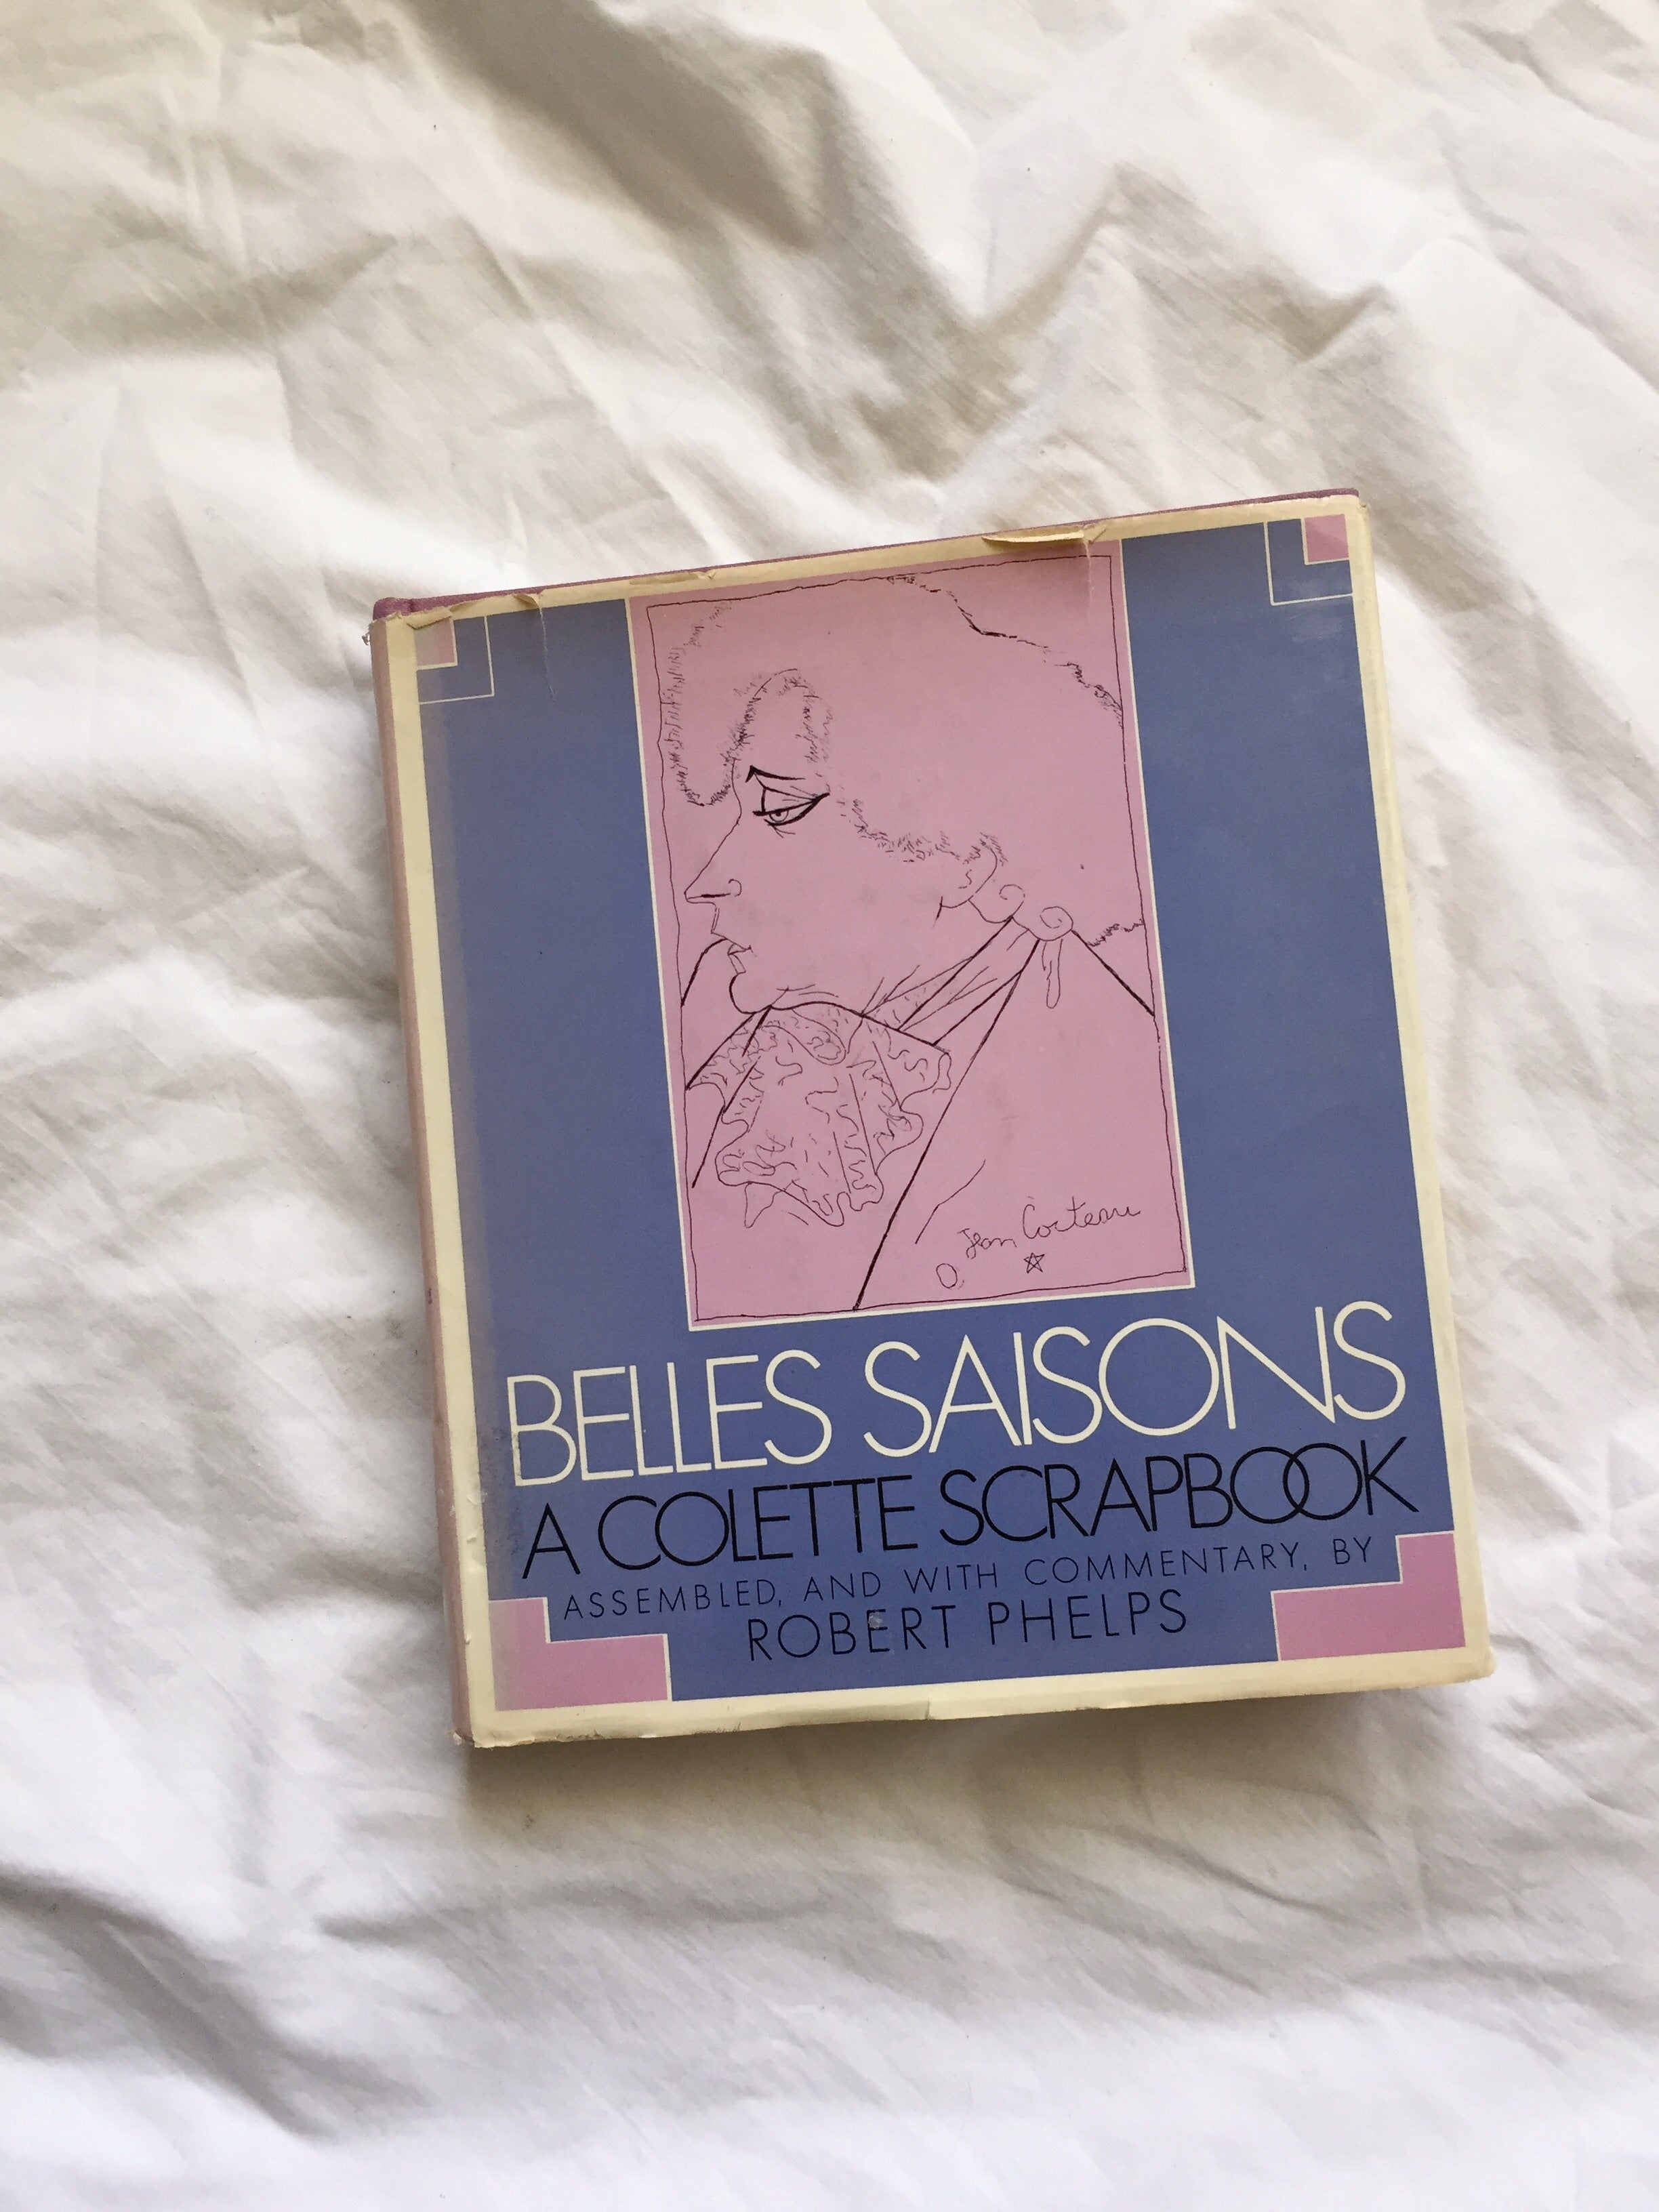 Jean Cocteau
BELLES SAISONS
A COLETTE SCRAPBOOK
ASSEMBLED, AND WITH COMMENTARY, BY
ROBERT PHELPS